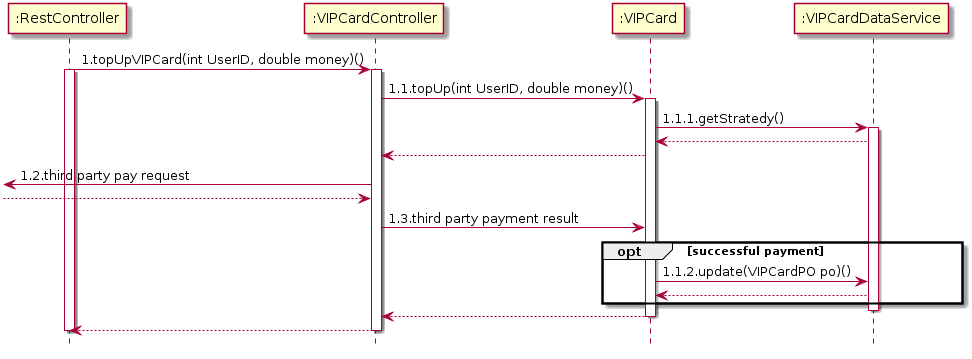 :RestController
:VIPCardController
:VIPCard
:VIPCardDataService
1.topUpVIPCard(int UserID, double money)()
1.1.topUp(int UserID, double money)()
1.1.1.getStratedy()
1.2.third party pay request
1.3.third party payment result
opt [successful payment]
1.1.2.update(VIPCardPO po)()